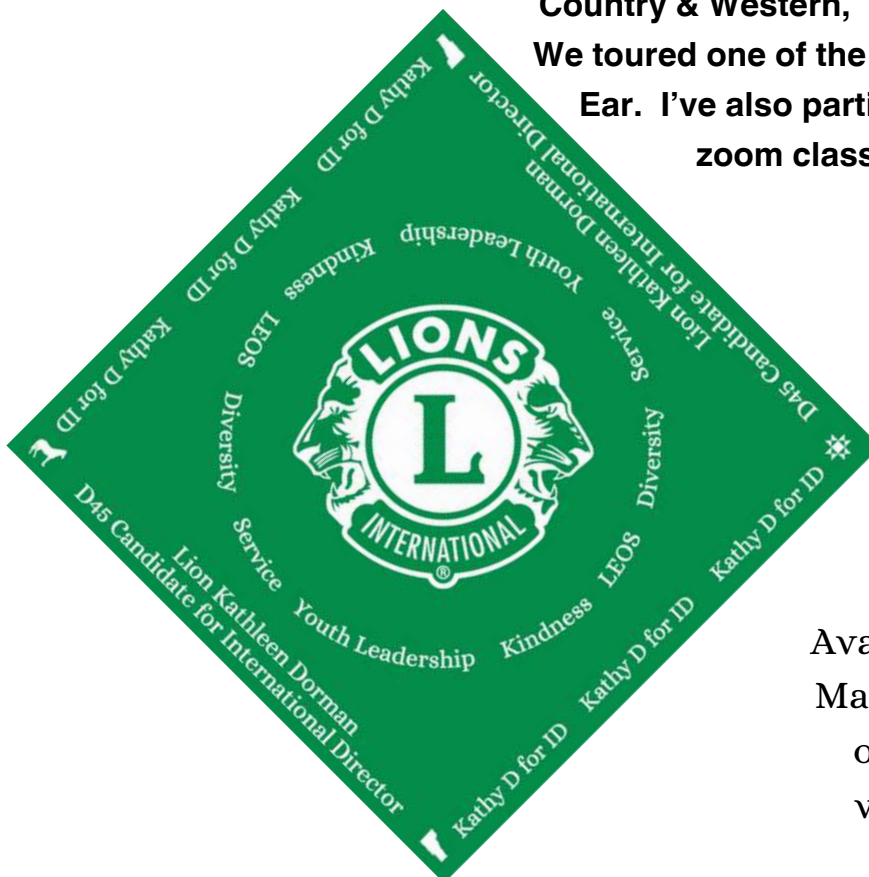 Country & Western,
We toured one of the
Ear. I've also parti
zoom class
Kathy D for ID
Kathy D for ID
Kathy D for ID
D45 Candidate for International Director
Lion Kathleen Dorman
Kindness
Youth Leadership
Service
Diversity
LEOS
LIONS
L
INTERNATIONAL
®
Diversity
Service
Youth Leadership
Kindness
LEOS
Lion Kathleen Dorman
D45 Candidate for International Director
Kathy D for ID
Kathy D for ID
Kathy D for ID
Ava
Ma
o
v